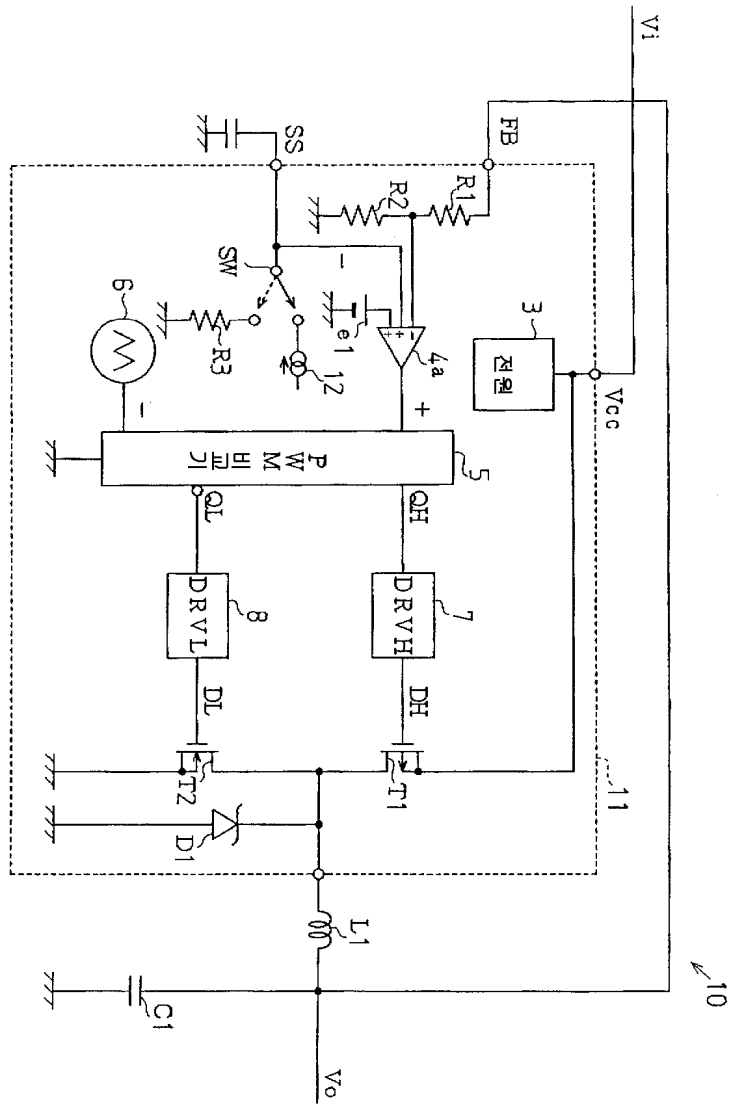 10
Vi
FB
Vcc
11
3
전원
R1
R2
4a
e1
SS
SW
12
R3
6
-
-
+
5
PWM
비교기
QH
QL
7
DRVH
8
DRVL
DH
DL
T1
T2
D1
L1
C1
Vo
-
+
+